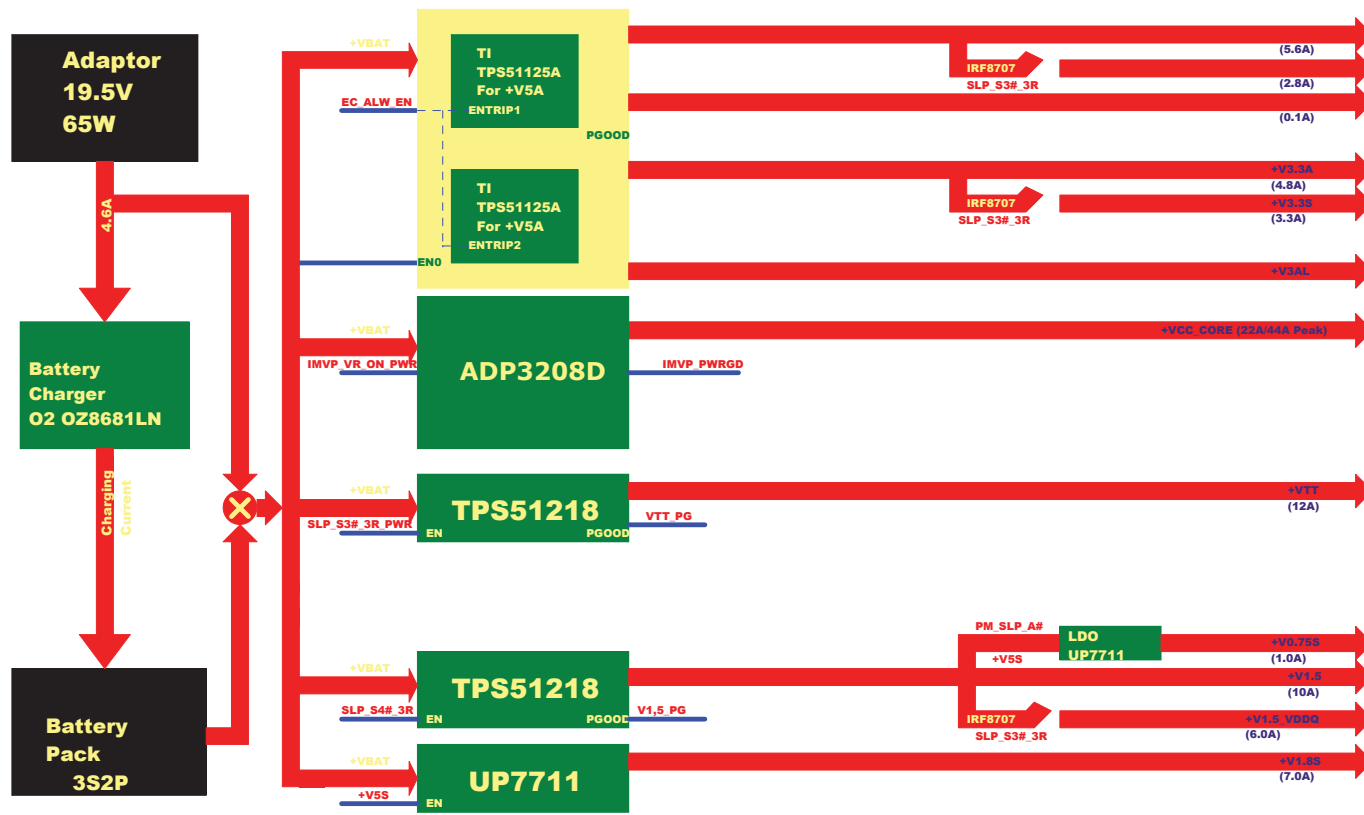 Adaptor
19.5V
65W
4.6A
Battery
Charger
O2 OZ8681LN
Charging
Current
Battery
Pack
3S2P
+VBAT
EC_ALW_EN
TI
TPS51125A
For +V5A
ENTRIP1
PGOOD
TI
TPS51125A
For +V5A
ENTRIP2
EN0
IRF8707
SLP_S3#_3R
(5.6A)
(2.8A)
(0.1A)
IRF8707
SLP_S3#_3R
+V3.3A
(4.8A)
+V3.3S
(3.3A)
+V3AL
+VBAT
IMVP_VR_ON_PWR
ADP3208D
IMVP_PWRGD
+VCC_CORE (22A/44A Peak)
+VBAT
SLP_S3#_3R_PWR
TPS51218
EN
PGOOD
VTT_PG
+VTT
(12A)
+VBAT
SLP_S4#_3R
TPS51218
EN
PGOOD
V1,5_PG
PM_SLP_A#
+V5S
LDO
UP7711
+V0.75S
(1.0A)
+V1.5
(10A)
IRF8707
SLP_S3#_3R
+V1.5_VDDQ
(6.0A)
+VBAT
+V5S
UP7711
EN
+V1.8S
(7.0A)